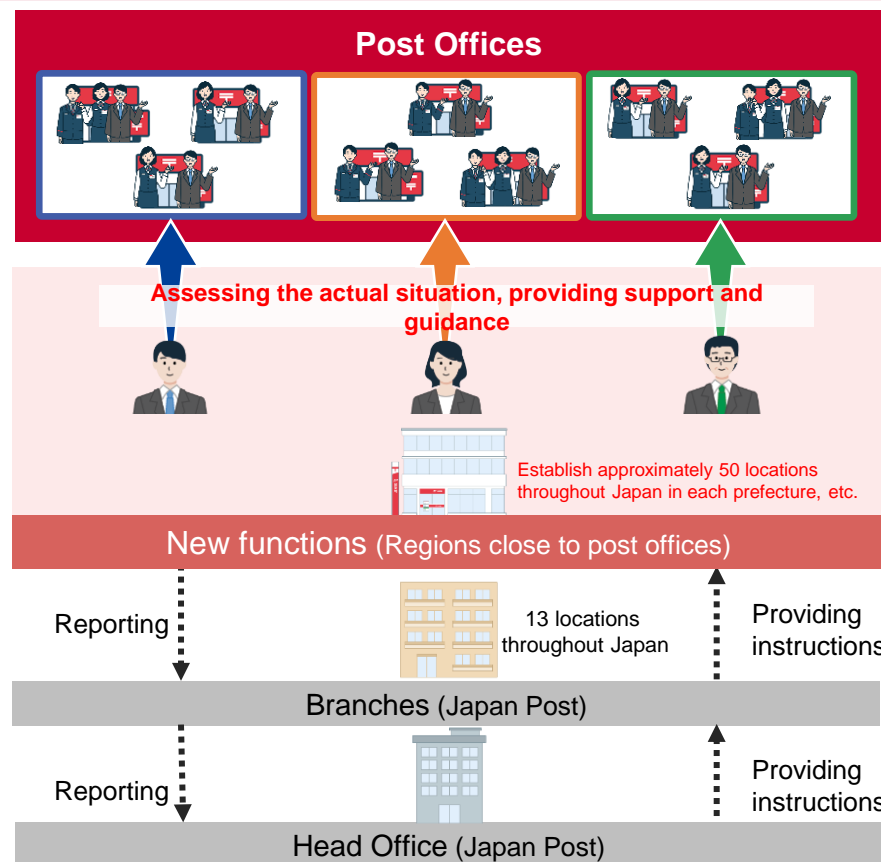 Post Offices
Assessing the actual situation, providing support and
guidance
Establish approximately 50 locations
throughout Japan in each prefecture, etc.
New functions (Regions close to post offices)
Reporting
13 locations
throughout Japan
Providing
instructions
Branches (Japan Post)
Reporting
Providing
instructions
Head Office (Japan Post)